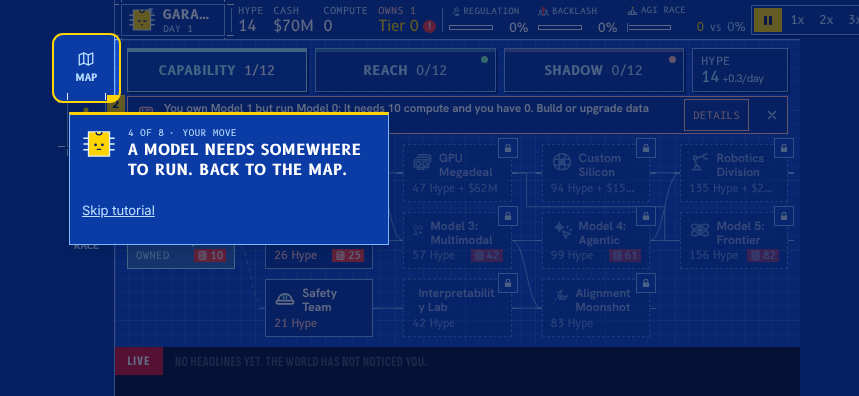 GARA...
DAY 1
HYPE
14
CASH
$70M
COMPUTE
0
OWNS 1
Tier 0
REGULATION
0%
BACKLASH
0%
AGI RACE
0 vs 0%
1x
2x
MAP
CAPABILITY 1/12
REACH 0/12
SHADOW 0/12
HYPE
14 +0.3/day
2
You own Model 1 but run Model 0: it needs 10 compute and you have 0. Build or upgrade data
DETAILS
4 OF 8 · YOUR MOVE
A MODEL NEEDS SOMEWHERE
TO RUN. BACK TO THE MAP.
Skip tutorial
GPU
Megadeal
47 Hype + $62M
Custom
Silicon
94 Hype + $15...
Robotics
Division
135 Hype + $2...
RACE
OWNED
10
26 Hype
25
Model 3:
Multimodal
57 Hype
42
Model 4:
Agentic
99 Hype
61
Model 5:
Frontier
156 Hype
82
Safety
Team
21 Hype
Interpretabilit
y Lab
42 Hype
Alignment
Moonshot
83 Hype
LIVE
NO HEADLINES YET. THE WORLD HAS NOT NOTICED YOU.